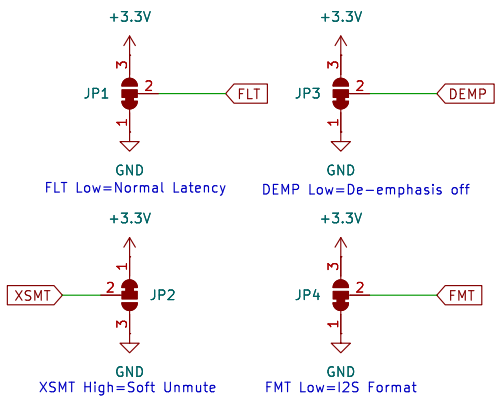 +3.3V
3
JP1
2
FLT
1
GND
FLT Low=Normal Latency
+3.3V
3
JP3
2
DEMP
1
GND
DEMP Low=De-emphasis off
+3.3V
1
XSMT
2
JP2
3
GND
XSMT High=Soft Unmute
+3.3V
3
JP4
2
FMT
1
GND
FMT Low=I2S Format